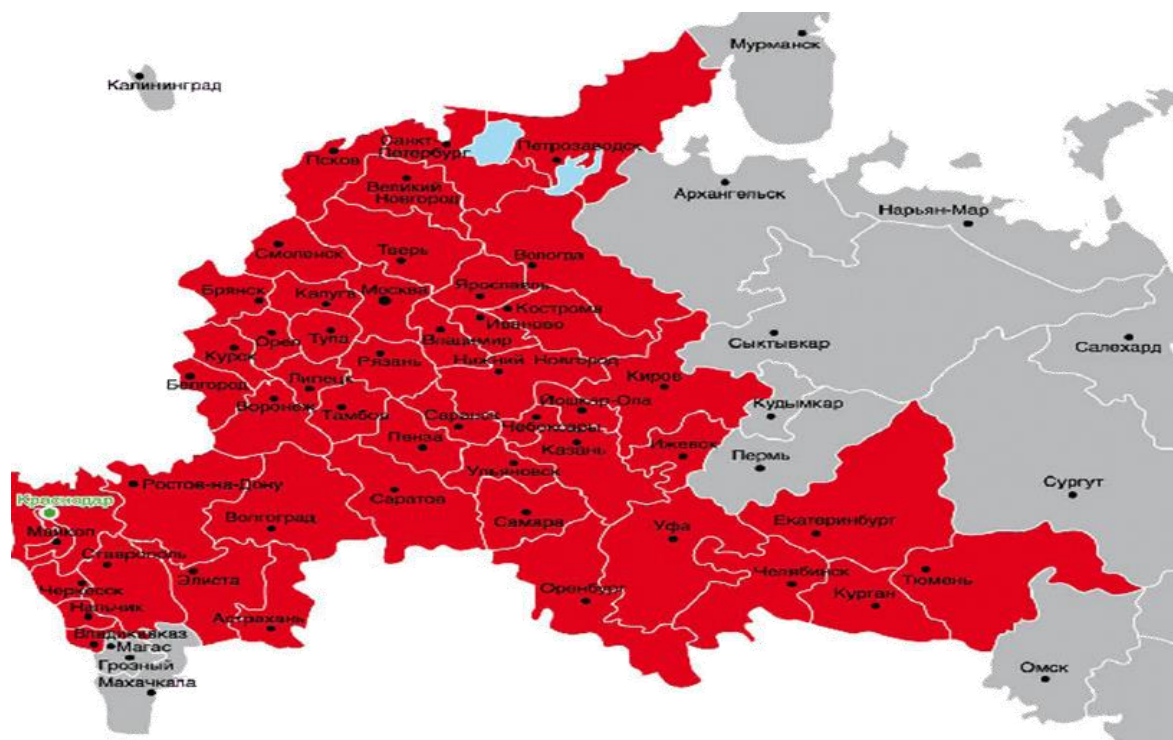 Мурманск
Калининград
Санкт-
Петербург
Псков
Петрозаводск
Великий
Новгород
Архангельск
Нарьян-Мар
Смоленск
Тверь
Вологда
Брянск
Калуга
Москва
Ярославль
Кострома
Иваново
Орел
Тула
Владимир
Сыктывкар
Салехард
Курск
Рязань
Нижний Новгород
Белгород
Липецк
Киров
Воронеж
Тамбов
Саранск
Йошкар-Ола
Чебоксары
Кудымкар
Пенза
Казань
Ижевск
Пермь
Ульяновск
Ростов-на-Дону
Саратов
Сургут
Краснодар
Волгоград
Самара
Уфа
Екатеринбург
Майкоп
Ставрополь
Элиста
Черкесск
Оренбург
Челябинск
Тюмень
Курган
Нальчик
Астрахань
Владикавказ
Магас
Грозный
Омск
Махачкала